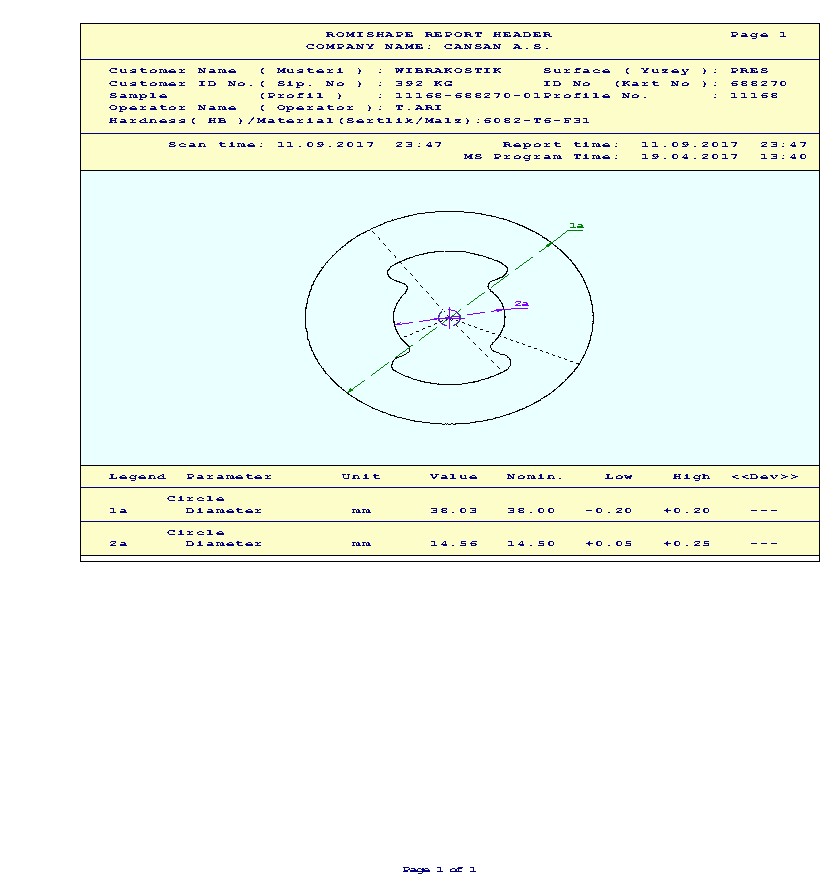 ROMISHAPE REPORT HEADER Page 1
COMPANY NAME: CANSAN A.S.
Customer Name ( Musteri ) : WIBRAKOSTIK Surface ( Yuzey ): PRES
Customer ID No.( Sip. No ) : 392 KG ID No (Kart No ): 688270
Sample (Profil ) : 11168-688270-01Profile No. : 11168
Operator Name ( Operator ): T.ARI
Hardness( HB )/Material(Sertlik/Malz):6082-T6-F31
Scan time: 11.09.2017 23:47 Report time: 11.09.2017 23:47
MS Program Time: 19.04.2017 13:40
1a
2a
Legend Parameter Unit Value Nomin. Low High <<Dev>>
Circle
1a Diameter mm 38.03 38.00 -0.20 +0.20 ---
Circle
2a Diameter mm 14.56 14.50 +0.05 +0.25 ---
Page 1 of 1